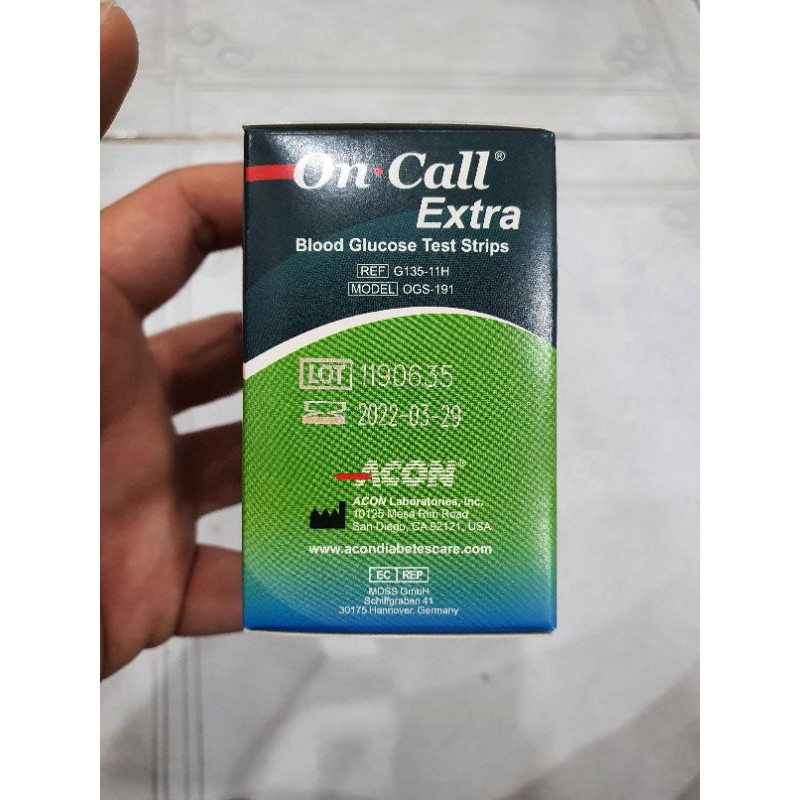 On·Call®
Extra
Blood Glucose Test Strips
REF G135-11H
MODEL OGS-191
LOT 1190635
2022-03-29
ACON®
ACON Laboratories, Inc.
10125 Mesa Rim Road
San Diego, CA 92121, USA
www.acondiabetescare.com
EC REP
MDSS GmbH
Schiffgraben 41
30175 Hannover, Germany